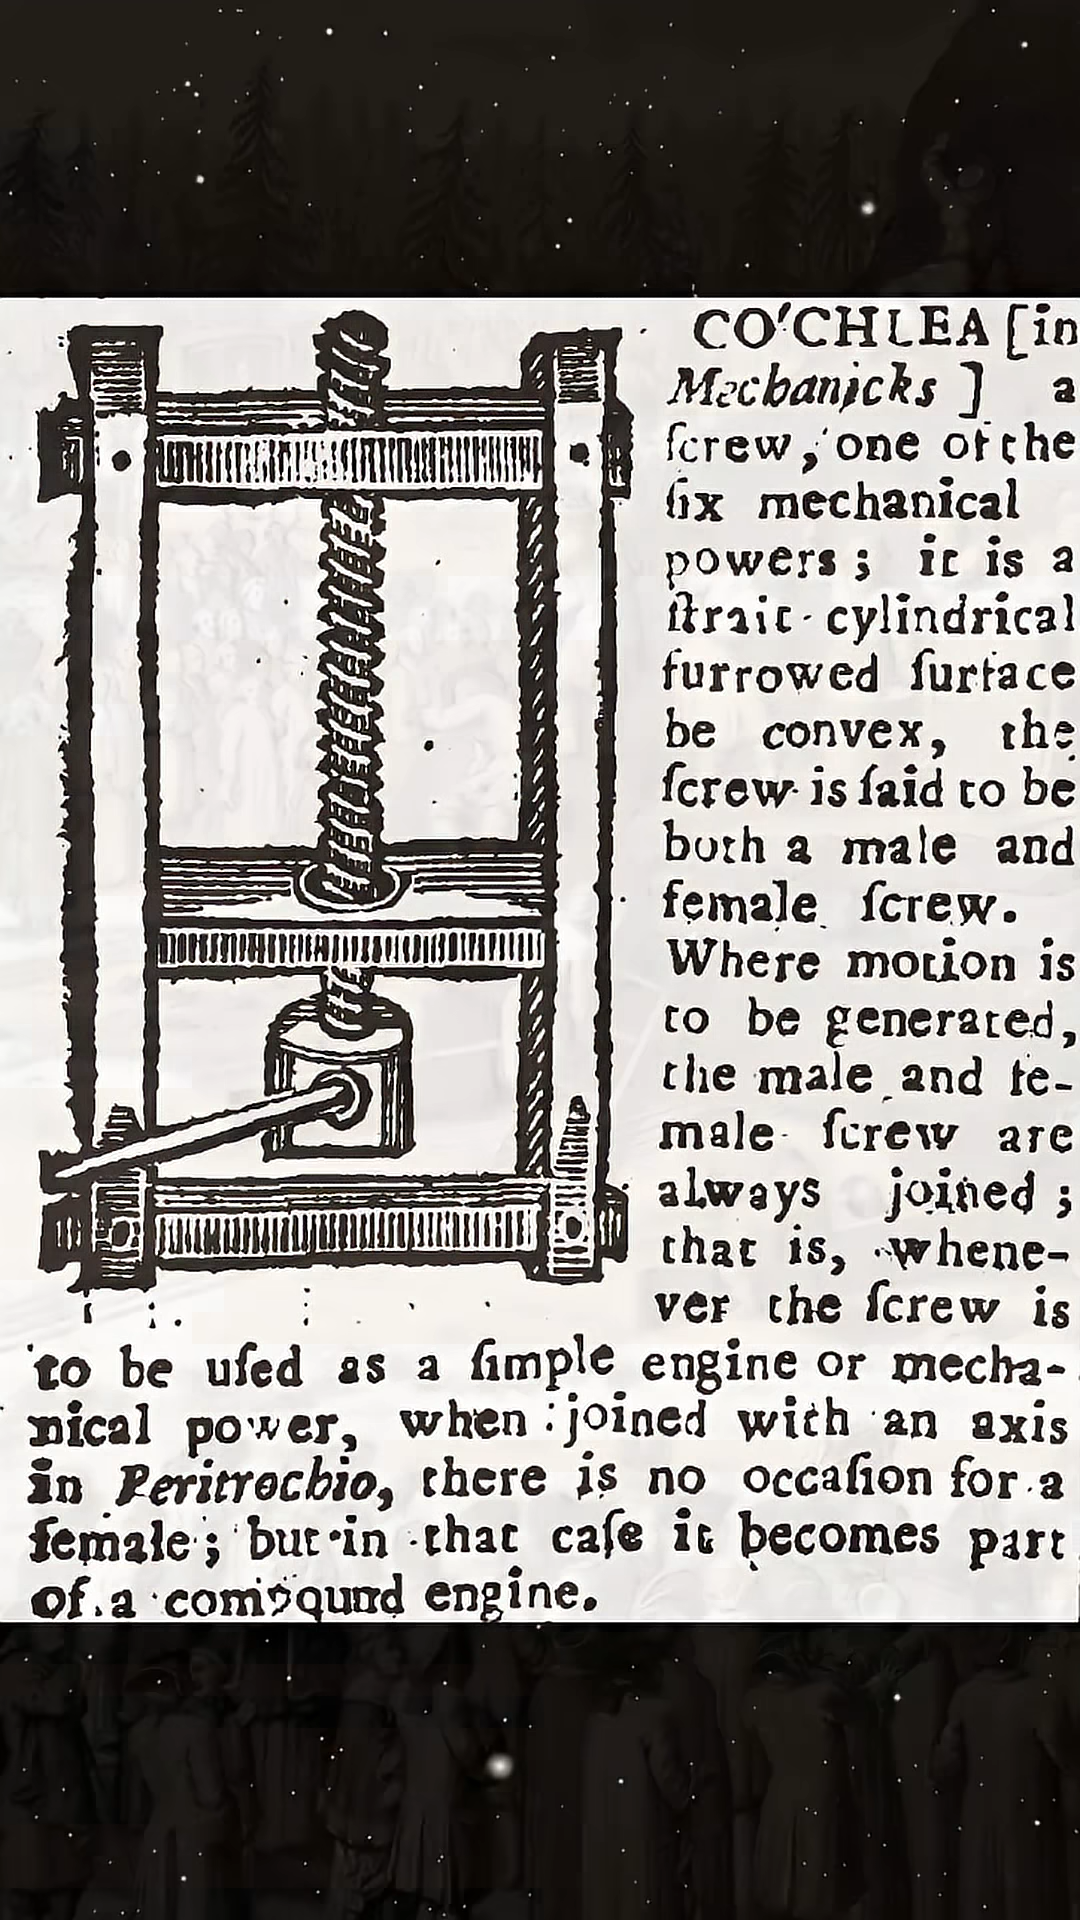 CO'CHLEA [in
Mechanicks ] a
ſcrew, one of the
ſix mechanical
powers; it is a
ſtrait cylindrical
furrowed ſurface
be convex, the
ſcrew is ſaid to be
both a male and
female ſcrew.
Where motion is
to be generated,
the male and fe-
male ſcrew are
always joined;
that is, whene-
ver the ſcrew is
to be uſed as a ſimple engine or mecha-
nical power, when joined with an axis
in Peritrochio, there is no occaſion for a
female; but in that caſe it becomes part
of a compound engine.